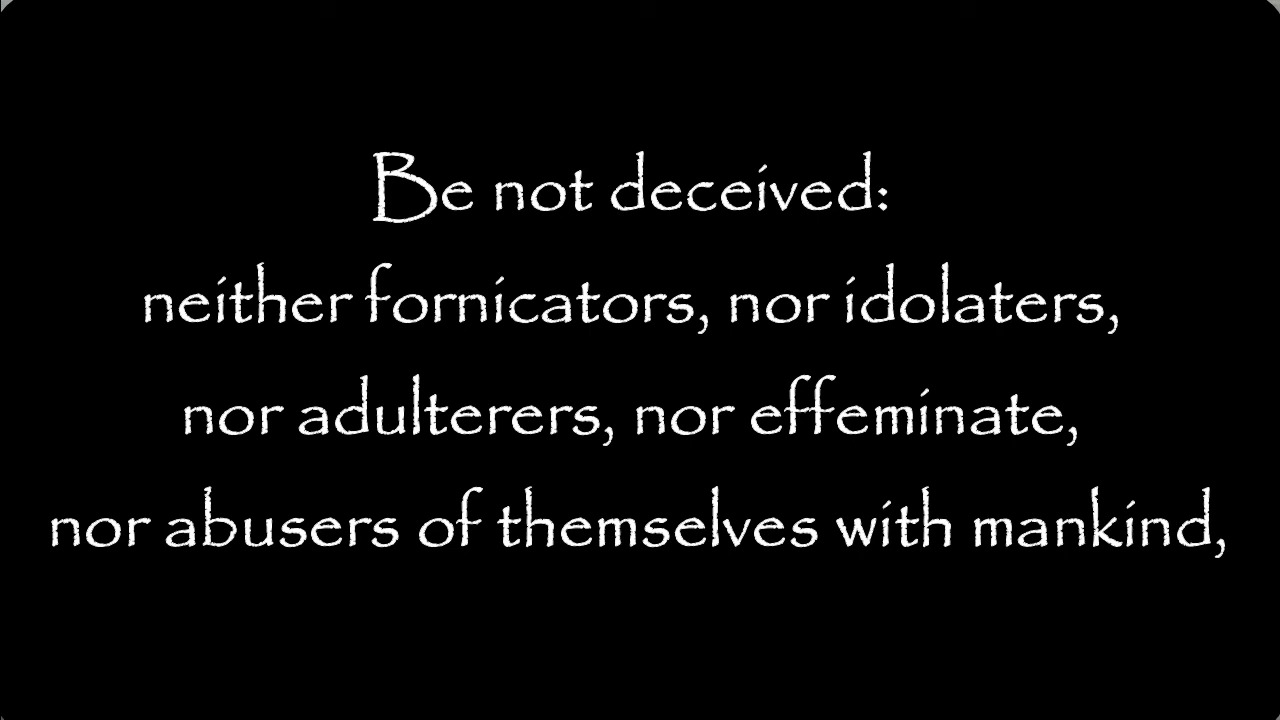 Be not deceived:
neither fornicators, nor idolaters,
nor adulterers, nor effeminate,
nor abusers of themselves with mankind,